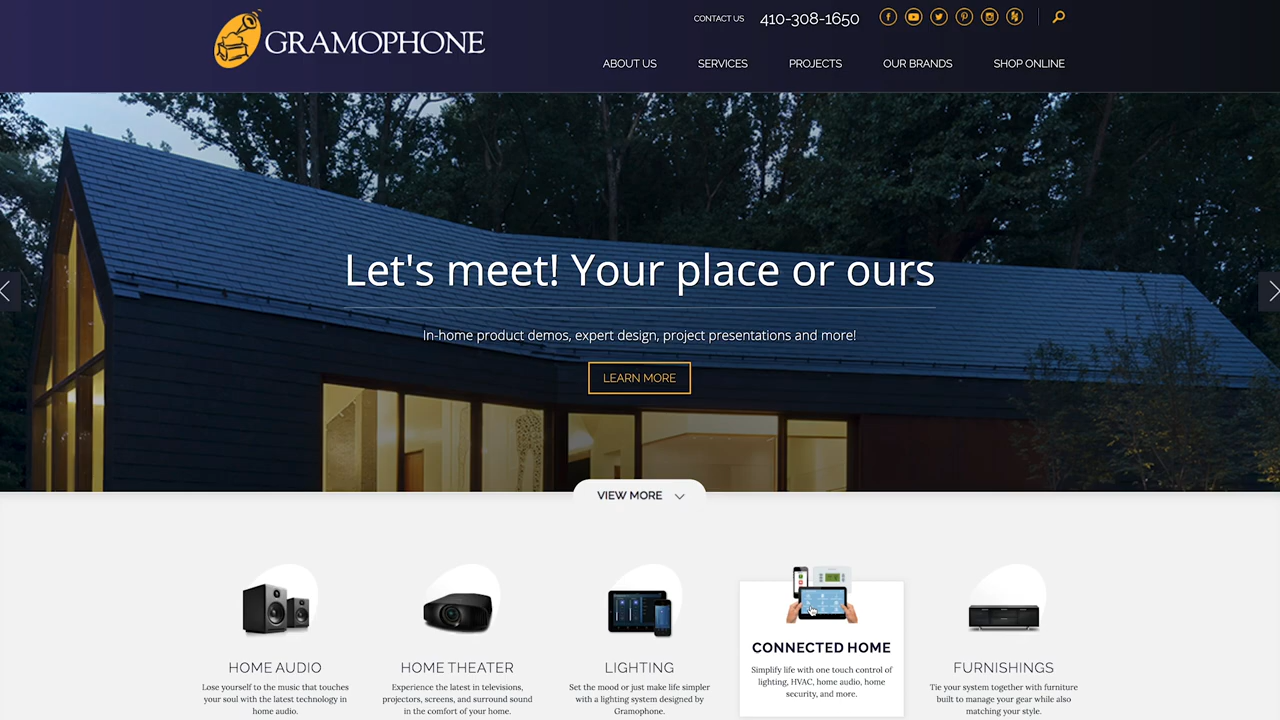 GRAMOPHONE
CONTACT US 410-308-1650
ABOUT US SERVICES PROJECTS OUR BRANDS SHOP ONLINE
Let's meet! Your place or ours
In-home product demos, expert design, project presentations and more!
LEARN MORE
VIEW MORE
HOME AUDIO
Lose yourself to the music that touches
your soul with the latest technology in
home audio.
HOME THEATER
Experience the latest in televisions,
projectors, screens, and surround sound
in the comfort of your home.
LIGHTING
Set the mood or just make life simpler
with a lighting system designed by
Gramophone.
CONNECTED HOME
Simplify life with one touch control of
lighting, HVAC, home audio, home
security, and more.
FURNISHINGS
Tie your system together with furniture
built to manage your gear while also
matching your style.